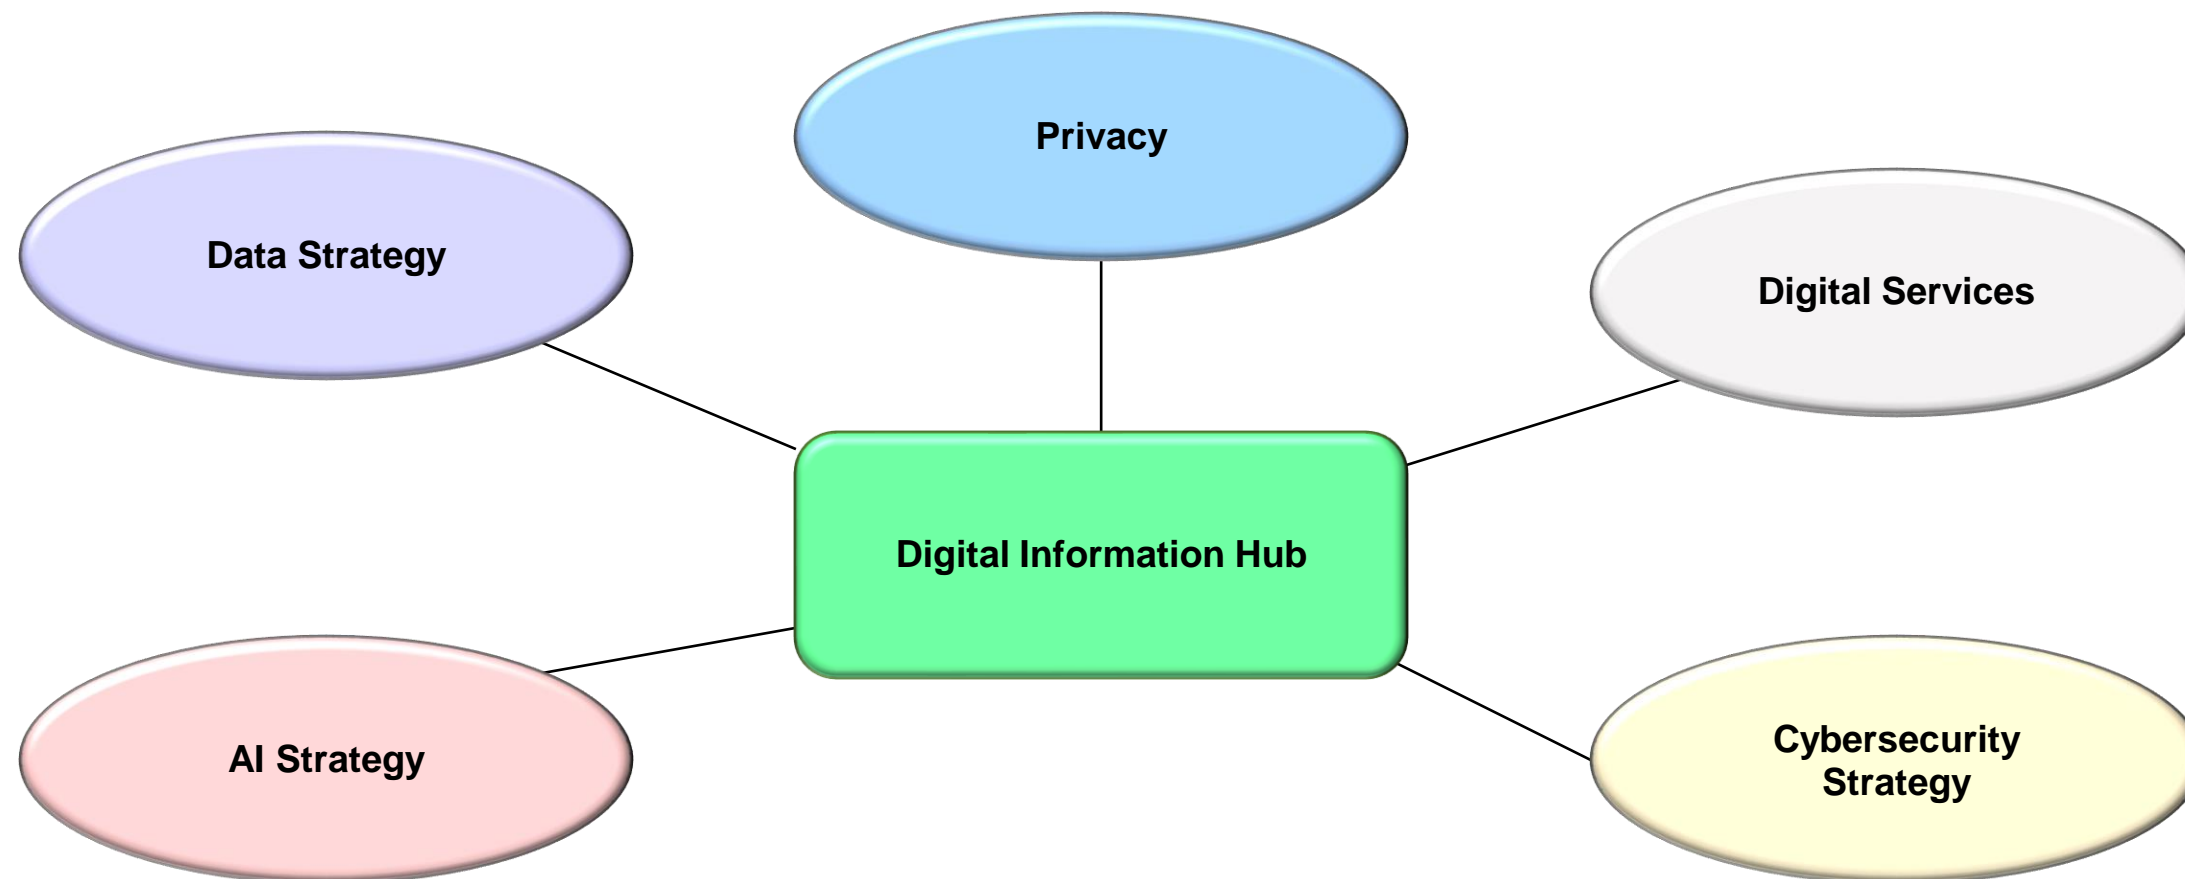 Privacy
Data Strategy
Digital Services
Digital Information Hub
AI Strategy
Cybersecurity
Strategy